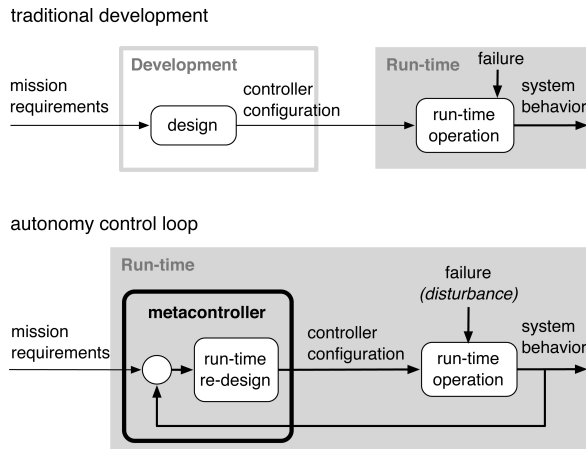 traditional development
Development
Run-time
failure
mission
requirements
controller
configuration
system
behavior
design
run-time
operation
autonomy control loop
Run-time
failure
(disturbance)
metacontroller
mission
requirements
controller
configuration
system
behavior
run-time
re-design
run-time
operation